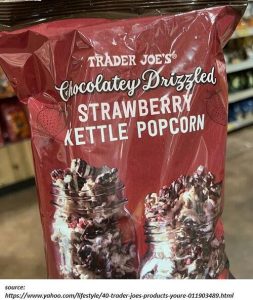 TRADER JOE'S®
Chocolatey Drizzled
STRAWBERRY
KETTLE POPCORN
source:
https://www.yahoo.com/lifestyle/40-trader-joes-products-youre-011903489.html